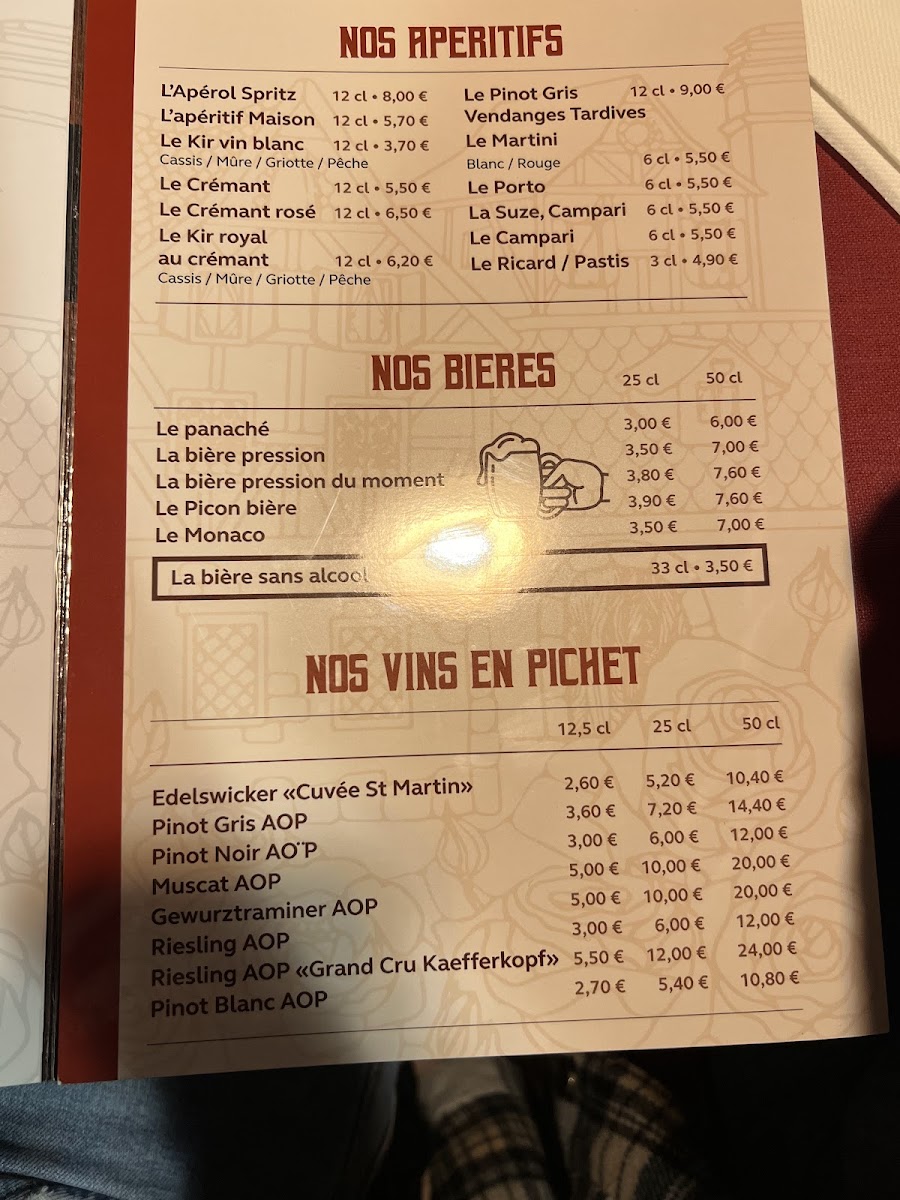 NOS APERITIFS
L'Apérol Spritz 12 cl • 8,00 €
L'apéritif Maison 12 cl • 5,70 €
Le Kir vin blanc 12 cl • 3,70 €
Cassis / Mûre / Griotte / Pêche
Le Crémant 12 cl • 5,50 €
Le Crémant rosé 12 cl • 6,50 €
Le Kir royal
au crémant 12 cl • 6,20 €
Cassis / Mûre / Griotte / Pêche
Le Pinot Gris 12 cl • 9,00 €
Vendanges Tardives
Le Martini
Blanc / Rouge 6 cl • 5,50 €
Le Porto 6 cl • 5,50 €
La Suze, Campari 6 cl • 5,50 €
Le Campari 6 cl • 5,50 €
Le Ricard / Pastis 3 cl • 4,90 €
NOS BIERES 25 cl 50 cl
Le panaché 3,00 € 6,00 €
La bière pression 3,50 € 7,00 €
La bière pression du moment 3,80 € 7,60 €
Le Picon bière 3,90 € 7,60 €
Le Monaco 3,50 € 7,00 €
La bière sans alcool 33 cl • 3,50 €
NOS VINS EN PICHET
12,5 cl 25 cl 50 cl
Edelswicker «Cuvée St Martin» 2,60 € 5,20 € 10,40 €
Pinot Gris AOP 3,60 € 7,20 € 14,40 €
Pinot Noir AO¨P 3,00 € 6,00 € 12,00 €
Muscat AOP 5,00 € 10,00 € 20,00 €
Gewurztraminer AOP 5,00 € 10,00 € 20,00 €
Riesling AOP 3,00 € 6,00 € 12,00 €
Riesling AOP «Grand Cru Kaefferkopf» 5,50 € 12,00 € 24,00 €
Pinot Blanc AOP 2,70 € 5,40 € 10,80 €